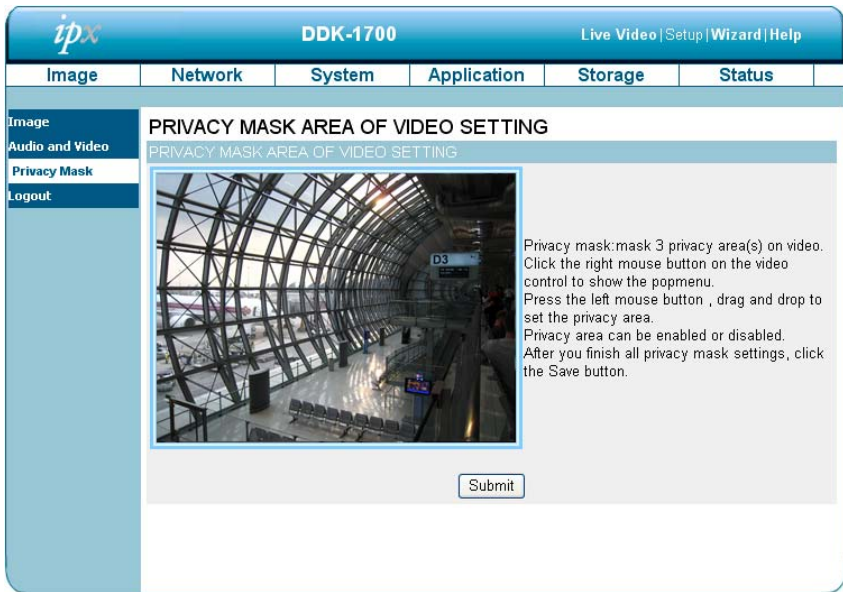 ipx
DDK-1700
Live Video|Setup|Wizard|Help
Image Network System Application Storage Status
Image
Audio and Video
Privacy Mask
Logout
PRIVACY MASK AREA OF VIDEO SETTING
PRIVACY MASK AREA OF VIDEO SETTING
D3
Privacy mask:mask 3 privacy area(s) on video.
Click the right mouse button on the video
control to show the popmenu.
Press the left mouse button , drag and drop to
set the privacy area.
Privacy area can be enabled or disabled.
After you finish all privacy mask settings, click
the Save button.
Submit